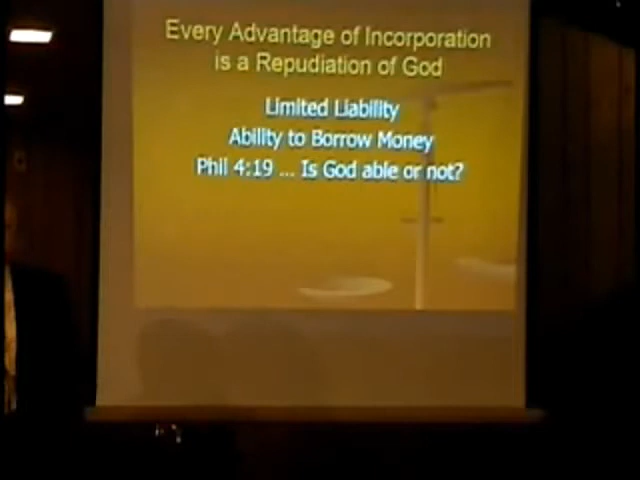 Every Advantage of Incorporation
is a Repudiation of God
Limited Liability
Ability to Borrow Money
Phil 4:19 ... Is God able or not?